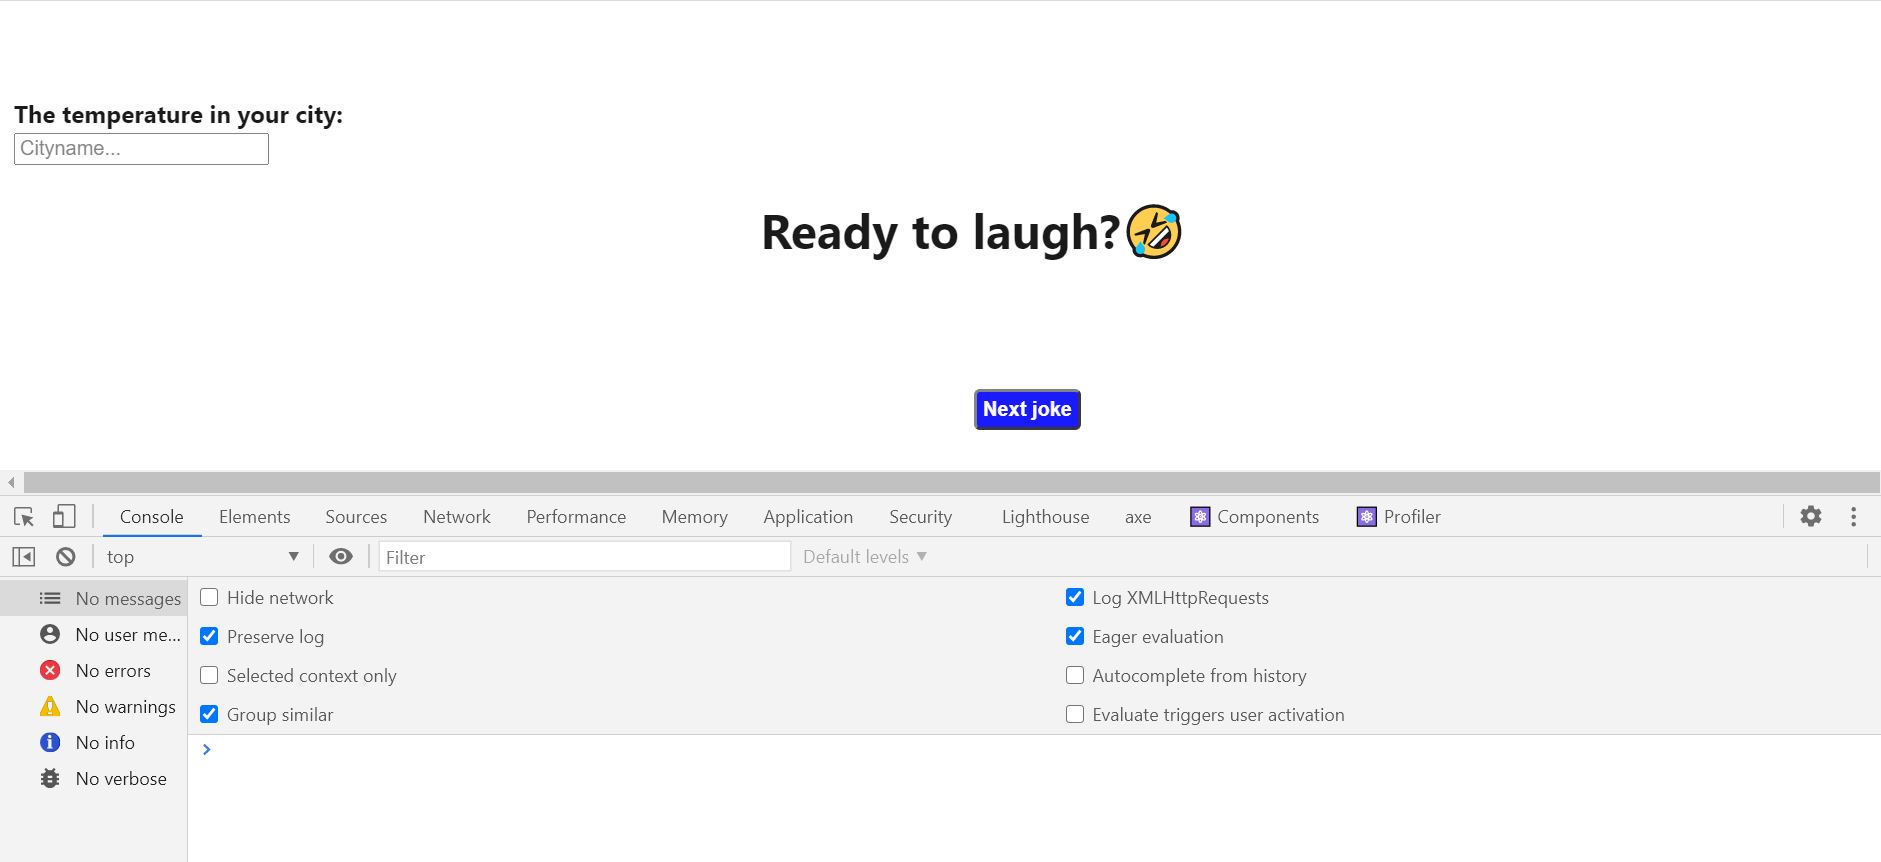 The temperature in your city:
Cityname...
Ready to laugh?🤣
Next joke
Console Elements Sources Network Performance Memory Application Security Lighthouse axe Components Profiler
top Filter Default levels
No messages
No user me...
No errors
No warnings
No info
No verbose
Hide network Log XMLHttpRequests
Preserve log Eager evaluation
Selected context only Autocomplete from history
Group similar Evaluate triggers user activation